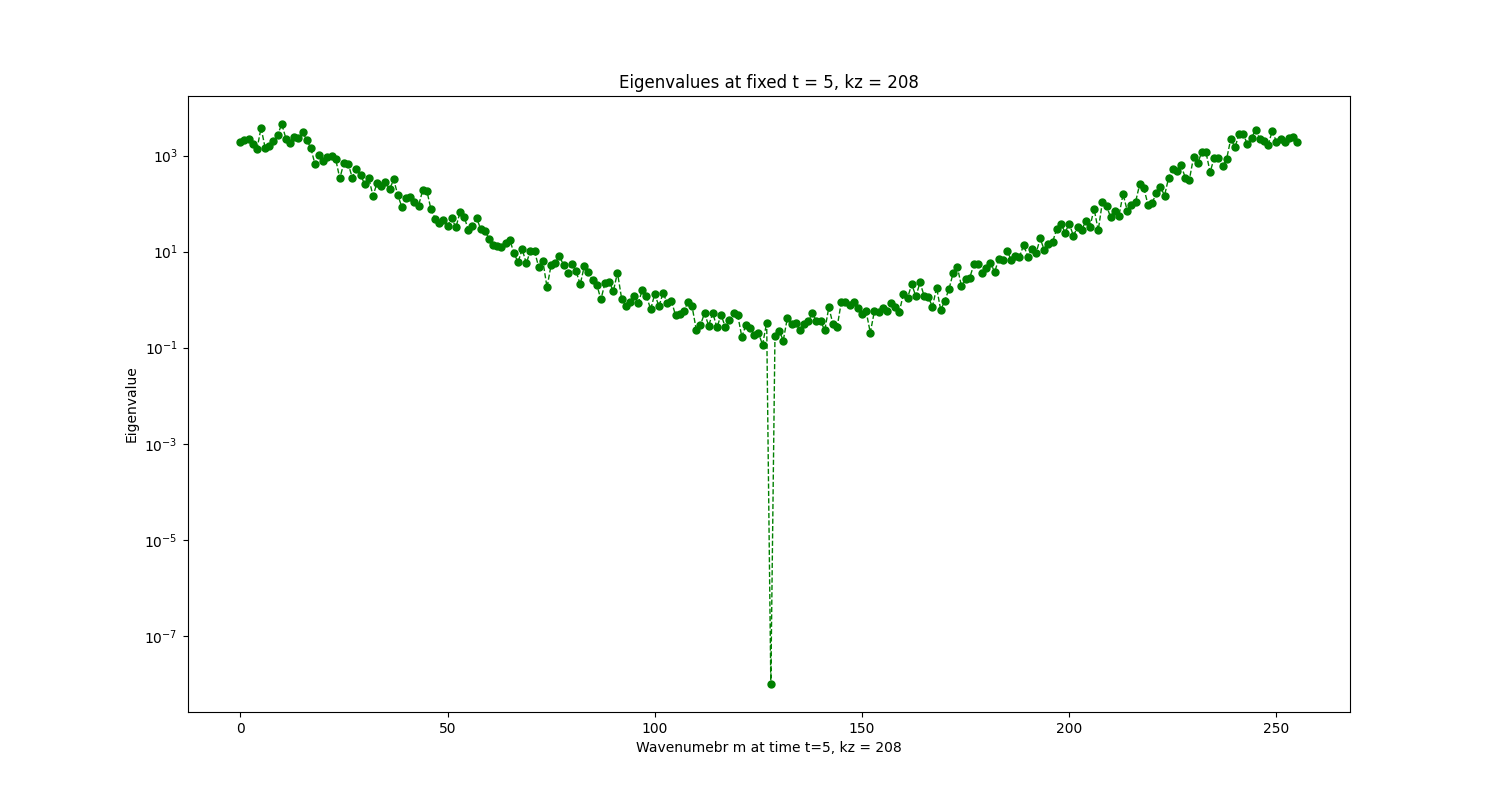 Eigenvalues at fixed t = 5, kz = 208
Eigenvalue
10³
10¹
10⁻¹
10⁻³
10⁻⁵
10⁻⁷
0 50 100 150 200 250
Wavenumebr m at time t=5, kz = 208